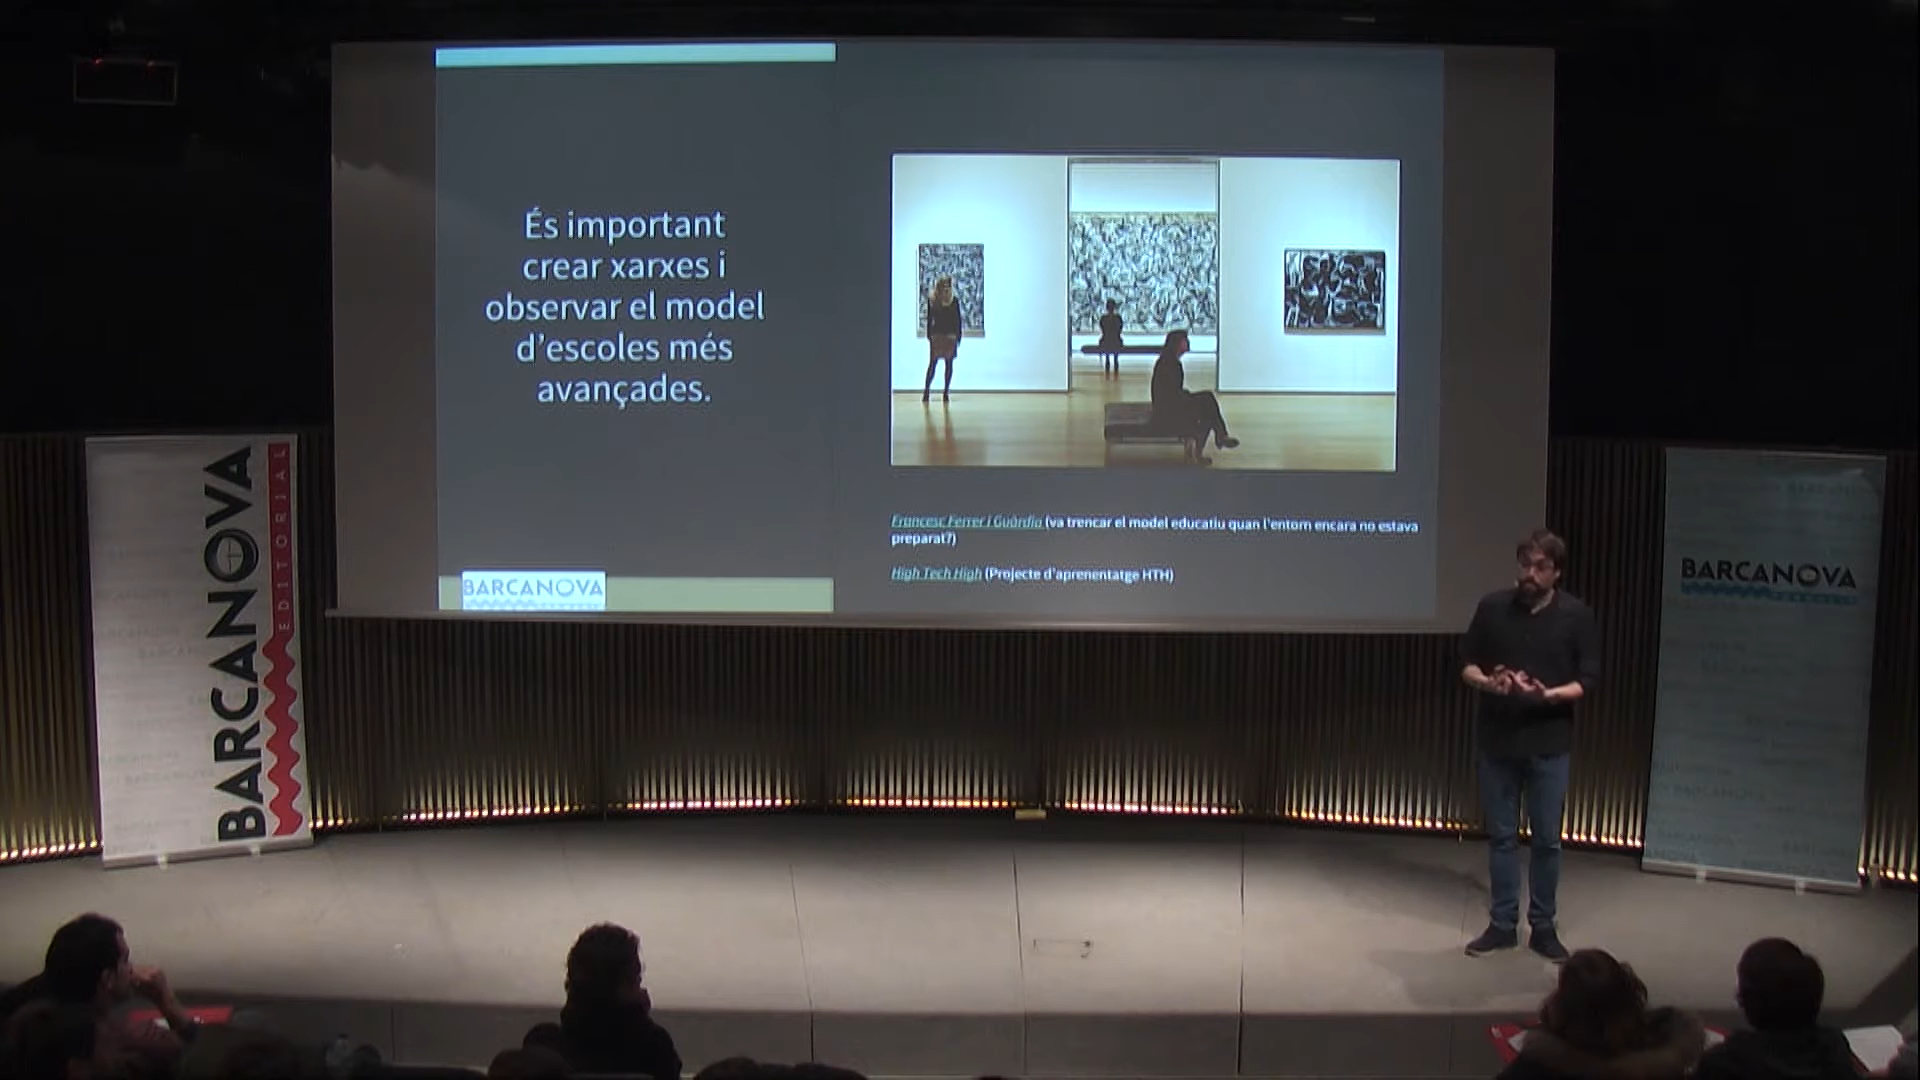 És important
crear xarxes i
observar el model
d'escoles més
avançades.
Francesc Ferrer i Guàrdia (va trencar el model educatiu quan l'entorn encara no estava
preparat?)
High Tech High (Projecte d'aprenentatge HTH)
BARCANOVA
BARCANOVA
EDITORIAL
BARCANOVA